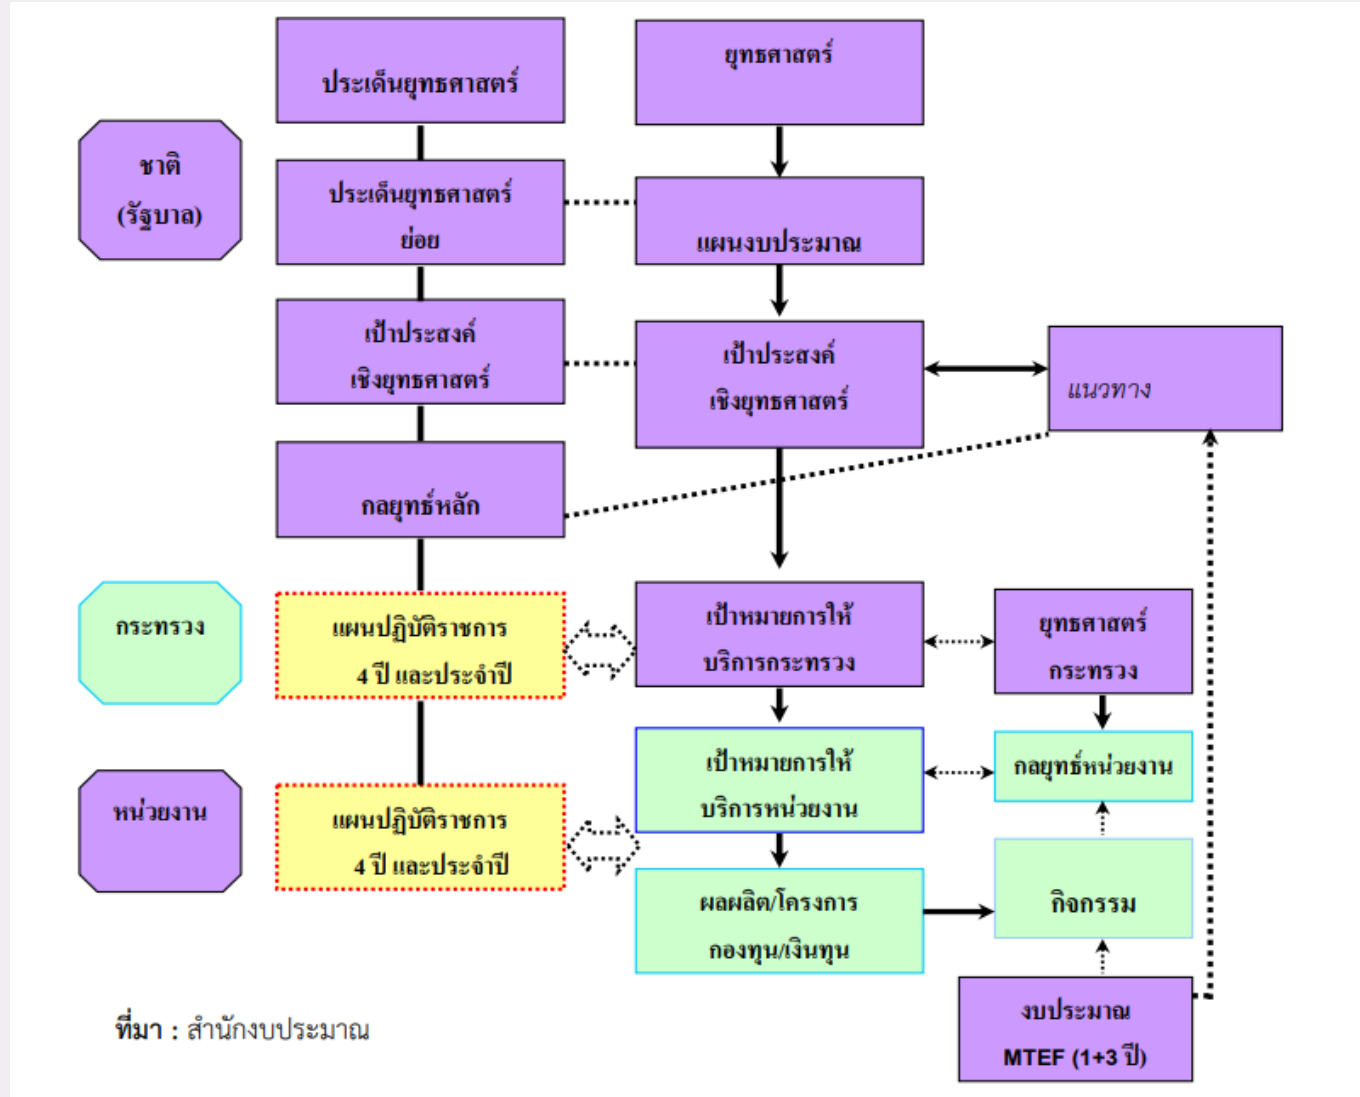 ประเด็นยุทธศาสตร์
ยุทธศาสตร์
ชาติ
(รัฐบาล)
ประเด็นยุทธศาสตร์
ย่อย
แผนงบประมาณ
เป้าประสงค์
เชิงยุทธศาสตร์
เป้าประสงค์
เชิงยุทธศาสตร์
แนวทาง
กลยุทธ์หลัก
กระทรวง
แผนปฏิบัติราชการ
4 ปี และประจำปี
เป้าหมายการให้
บริการกระทรวง
ยุทธศาสตร์
กระทรวง
หน่วยงาน
แผนปฏิบัติราชการ
4 ปี และประจำปี
เป้าหมายการให้
บริการหน่วยงาน
กลยุทธ์หน่วยงาน
ผลผลิต/โครงการ
กองทุน/เงินทุน
กิจกรรม
งบประมาณ
MTEF (1+3 ปี)
ที่มา : สำนักงบประมาณ